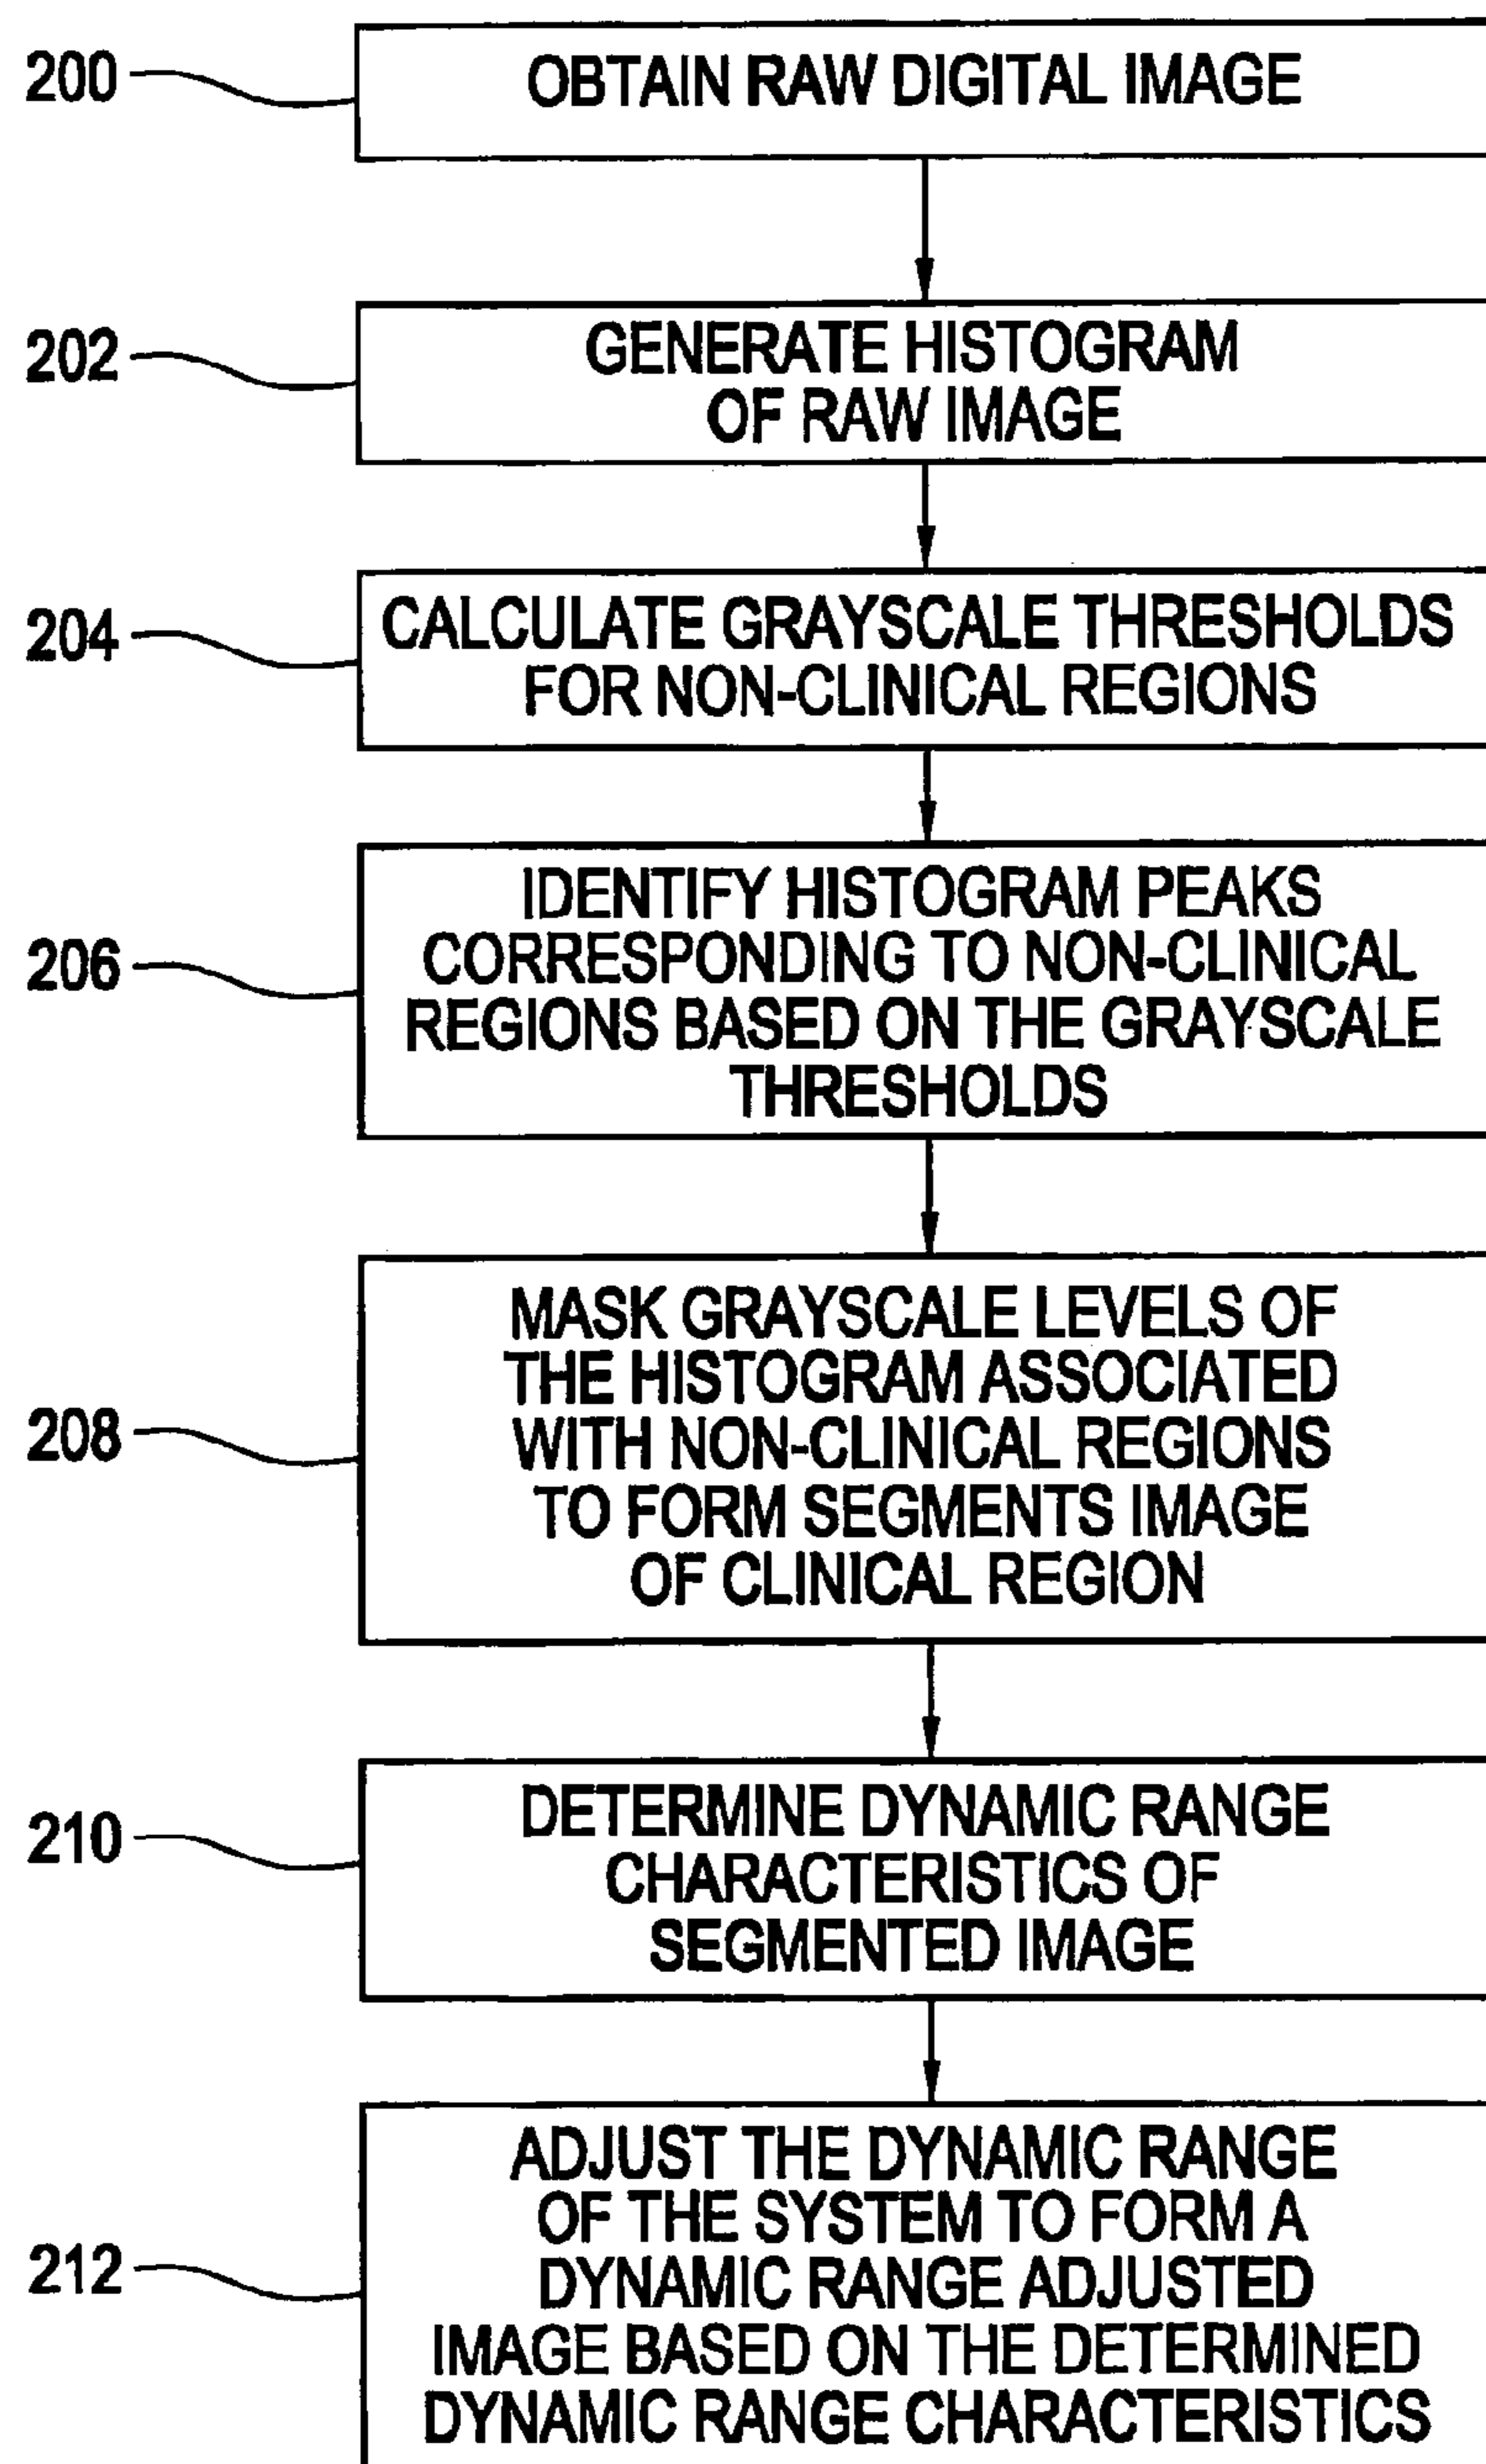 200
OBTAIN RAW DIGITAL IMAGE
202
GENERATE HISTOGRAM
OF RAW IMAGE
204
CALCULATE GRAYSCALE THRESHOLDS
FOR NON-CLINICAL REGIONS
206
IDENTIFY HISTOGRAM PEAKS
CORRESPONDING TO NON-CLINICAL
REGIONS BASED ON THE GRAYSCALE
THRESHOLDS
208
MASK GRAYSCALE LEVELS OF
THE HISTOGRAM ASSOCIATED
WITH NON-CLINICAL REGIONS
TO FORM SEGMENTS IMAGE
OF CLINICAL REGION
210
DETERMINE DYNAMIC RANGE
CHARACTERISTICS OF
SEGMENTED IMAGE
212
ADJUST THE DYNAMIC RANGE
OF THE SYSTEM TO FORM A
DYNAMIC RANGE ADJUSTED
IMAGE BASED ON THE DETERMINED
DYNAMIC RANGE CHARACTERISTICS